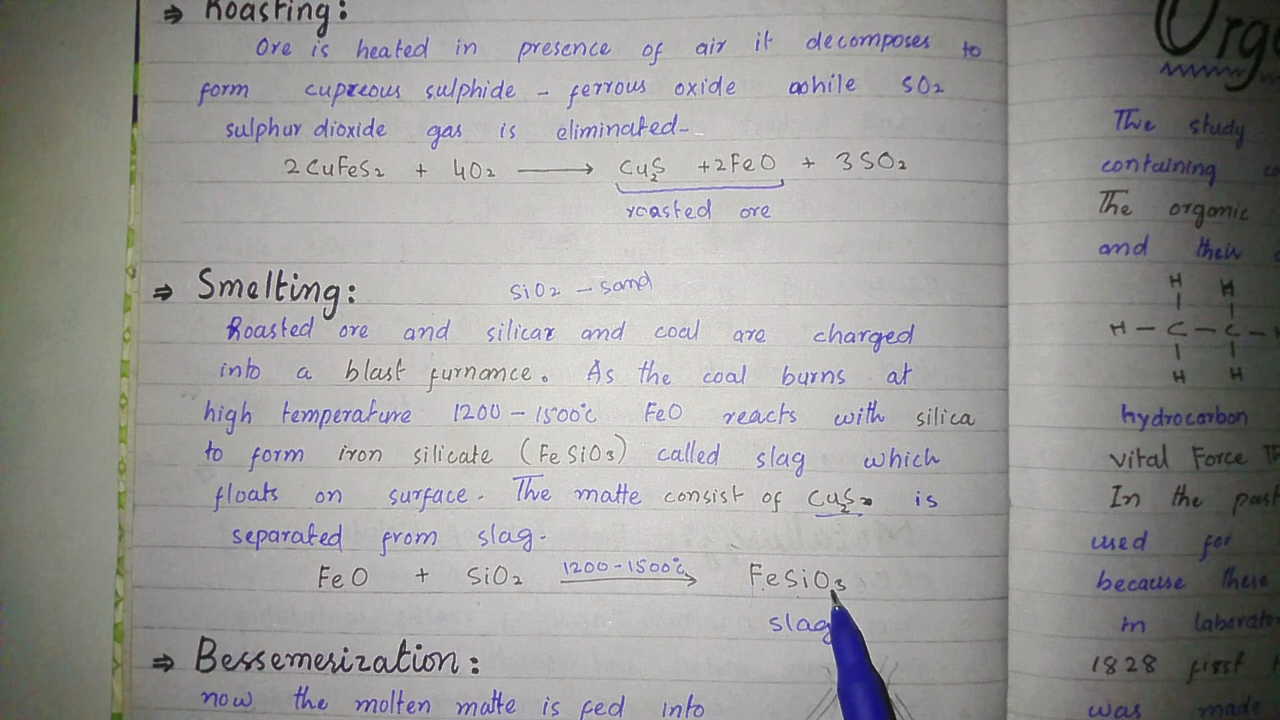 ⇒ Roasting:
Ore is heated in presence of air it decomposes to
form cupreous sulphide - ferrous oxide while SO2
sulphur dioxide gas is eliminated-
2CuFeS2 + 4O2 ⟶ Cu2S +2FeO + 3SO2
roasted ore
⇒ Smelting: SiO2 - sand
Roasted ore and silicar and coal are charged
into a blast furnance. As the coal burns at
high temperature 1200-1500°c FeO reacts with silica
to form iron silicate (FeSiO3) called slag which
floats on surface. The matte consist of Cu2S is
separated from slag.
FeO + SiO2 1200-1500°c ⟶ FeSiO3
slag
⇒ Bessemerization:
now the molten matte is fed into
The study
containing
The organic
and their
H H
H - C - C -
H H
hydrocarbon
vital Force
In the past
used for
because these
in
1828 first
was made